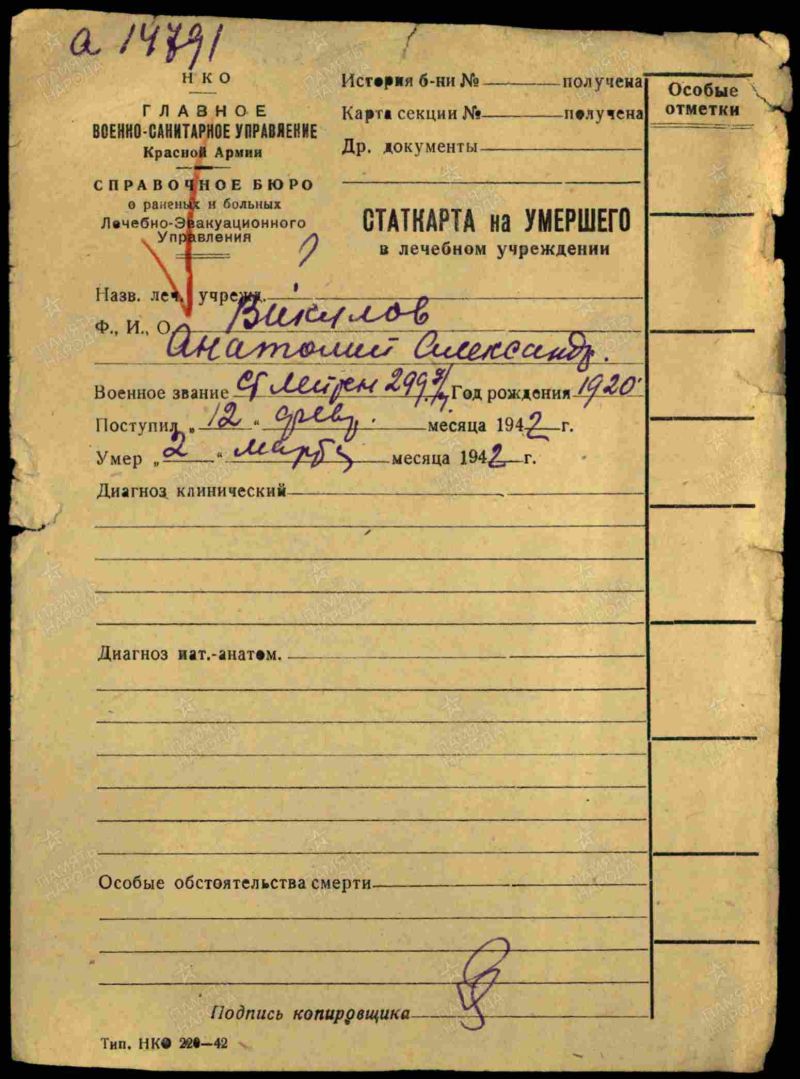 а 14791
НКО
ГЛАВНОЕ
ВОЕННО-САНИТАРНОЕ УПРАВЛЕНИЕ
Красной Армии
СПРАВОЧНОЕ БЮРО
о раненых и больных
Лечебно-Эвакуационного
Управления
История б-ни № получена
Карта секции № получена
Др. документы
СТАТКАРТА на УМЕРШЕГО
в лечебном учреждении
Особые
отметки
Назв. леч. учрежд.
Ф., И., О. Викулов
Анатолий Александр.
Военное звание ст лейтен Год рождения 1920
Поступил „12“ февр. месяца 1942 г.
Умер „2“ марта месяца 1942 г.
Диагноз клинический
Диагноз пат.-анатом.
Особые обстоятельства смерти
Подпись копировщика
Тип. НКО 220—42
ПАМЯТЬ
НАРОДА